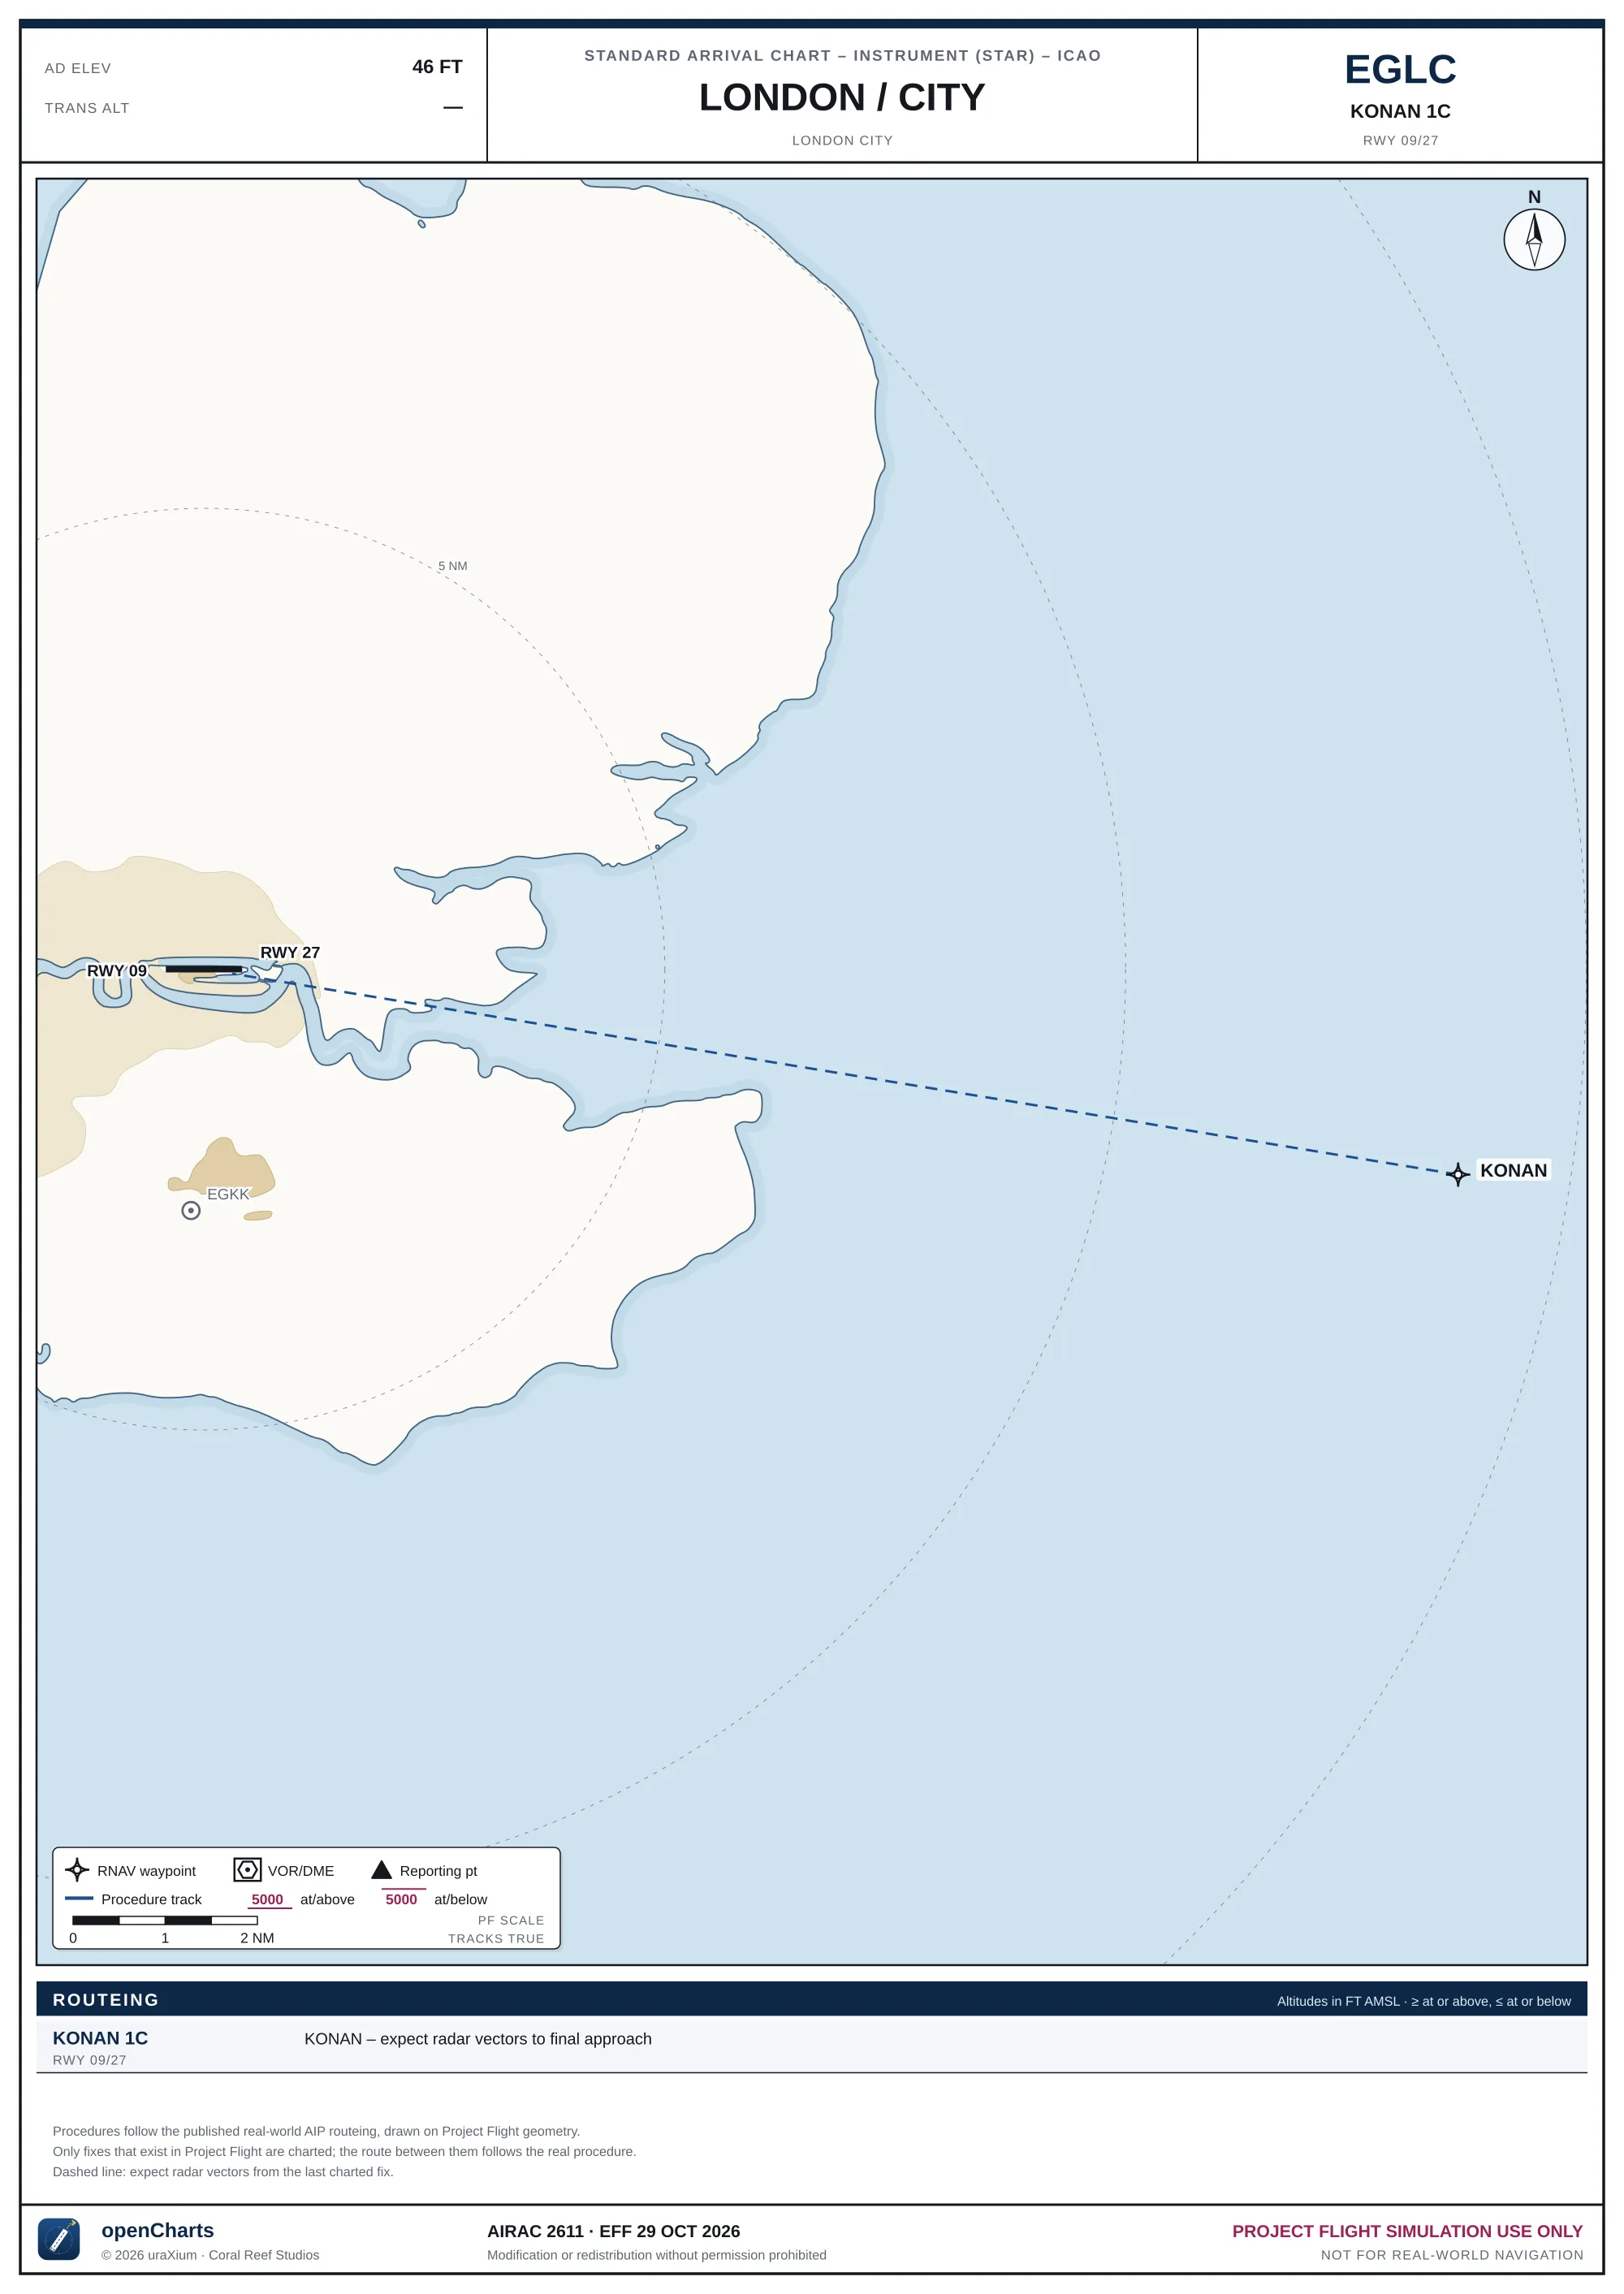 AD ELEV 46 FT
TRANS ALT —
STANDARD ARRIVAL CHART – INSTRUMENT (STAR) – ICAO
LONDON / CITY
LONDON CITY
EGLC
KONAN 1C
RWY 09/27
N
5 NM
RWY 27
RWY 09
KONAN
EGKK
RNAV waypoint VOR/DME Reporting pt
Procedure track 5000 at/above 5000 at/below
PF SCALE
0 1 2 NM TRACKS TRUE
ROUTEING Altitudes in FT AMSL · ≥ at or above, ≤ at or below
KONAN 1C KONAN – expect radar vectors to final approach
RWY 09/27
Procedures follow the published real-world AIP routeing, drawn on Project Flight geometry.
Only fixes that exist in Project Flight are charted; the route between them follows the real procedure.
Dashed line: expect radar vectors from the last charted fix.
openCharts AIRAC 2611 · EFF 29 OCT 2026 PROJECT FLIGHT SIMULATION USE ONLY
© 2026 uraXium · Coral Reef Studios Modification or redistribution without permission prohibited NOT FOR REAL-WORLD NAVIGATION